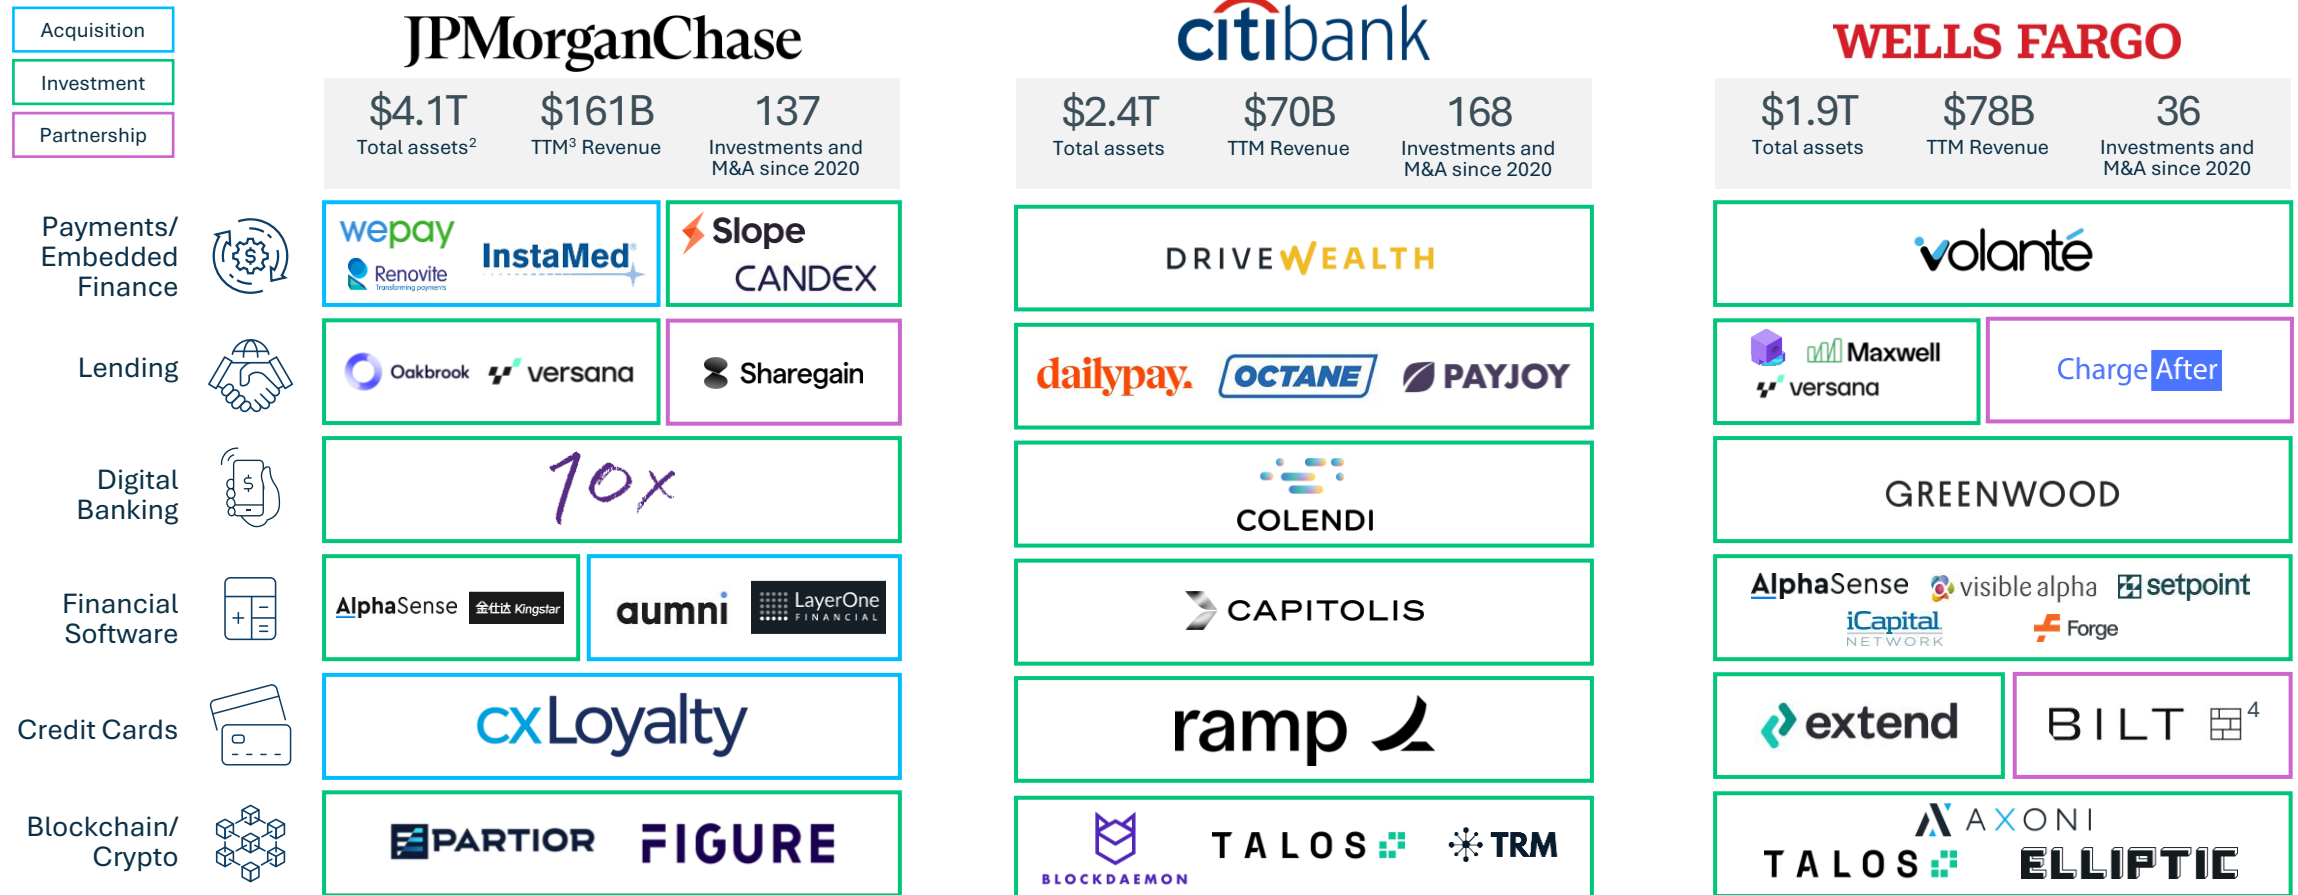 Acquisition
Investment
Partnership
JPMorganChase
$4.1T
Total assets²
$161B
TTM³ Revenue
137
Investments and
M&A since 2020
citibank
$2.4T
Total assets
$70B
TTM Revenue
168
Investments and
M&A since 2020
WELLS FARGO
$1.9T
Total assets
$78B
TTM Revenue
36
Investments and
M&A since 2020
Payments/
Embedded
Finance
wepay
Renovite
Transforming payments
InstaMed®
Slope
CANDEX
DRIVEWEALTH
volanté
Lending
Oakbrook
versana
Sharegain
dailypay.
OCTANE
PAYJOY
Maxwell
versana
ChargeAfter
Digital
Banking
10x
COLENDI
GREENWOOD
Financial
Software
AlphaSense
金仕达 Kingstar
aumni
LayerOne
FINANCIAL
CAPITOLIS
AlphaSense
visible alpha
setpoint
iCapital
NETWORK
Forge
Credit Cards
cxLoyalty
ramp
extend
BILT 4
Blockchain/
Crypto
PARTIOR
FIGURE
BLOCKDAEMON
TALOS
TRM
AXONI
TALOS
ELLIPTIC